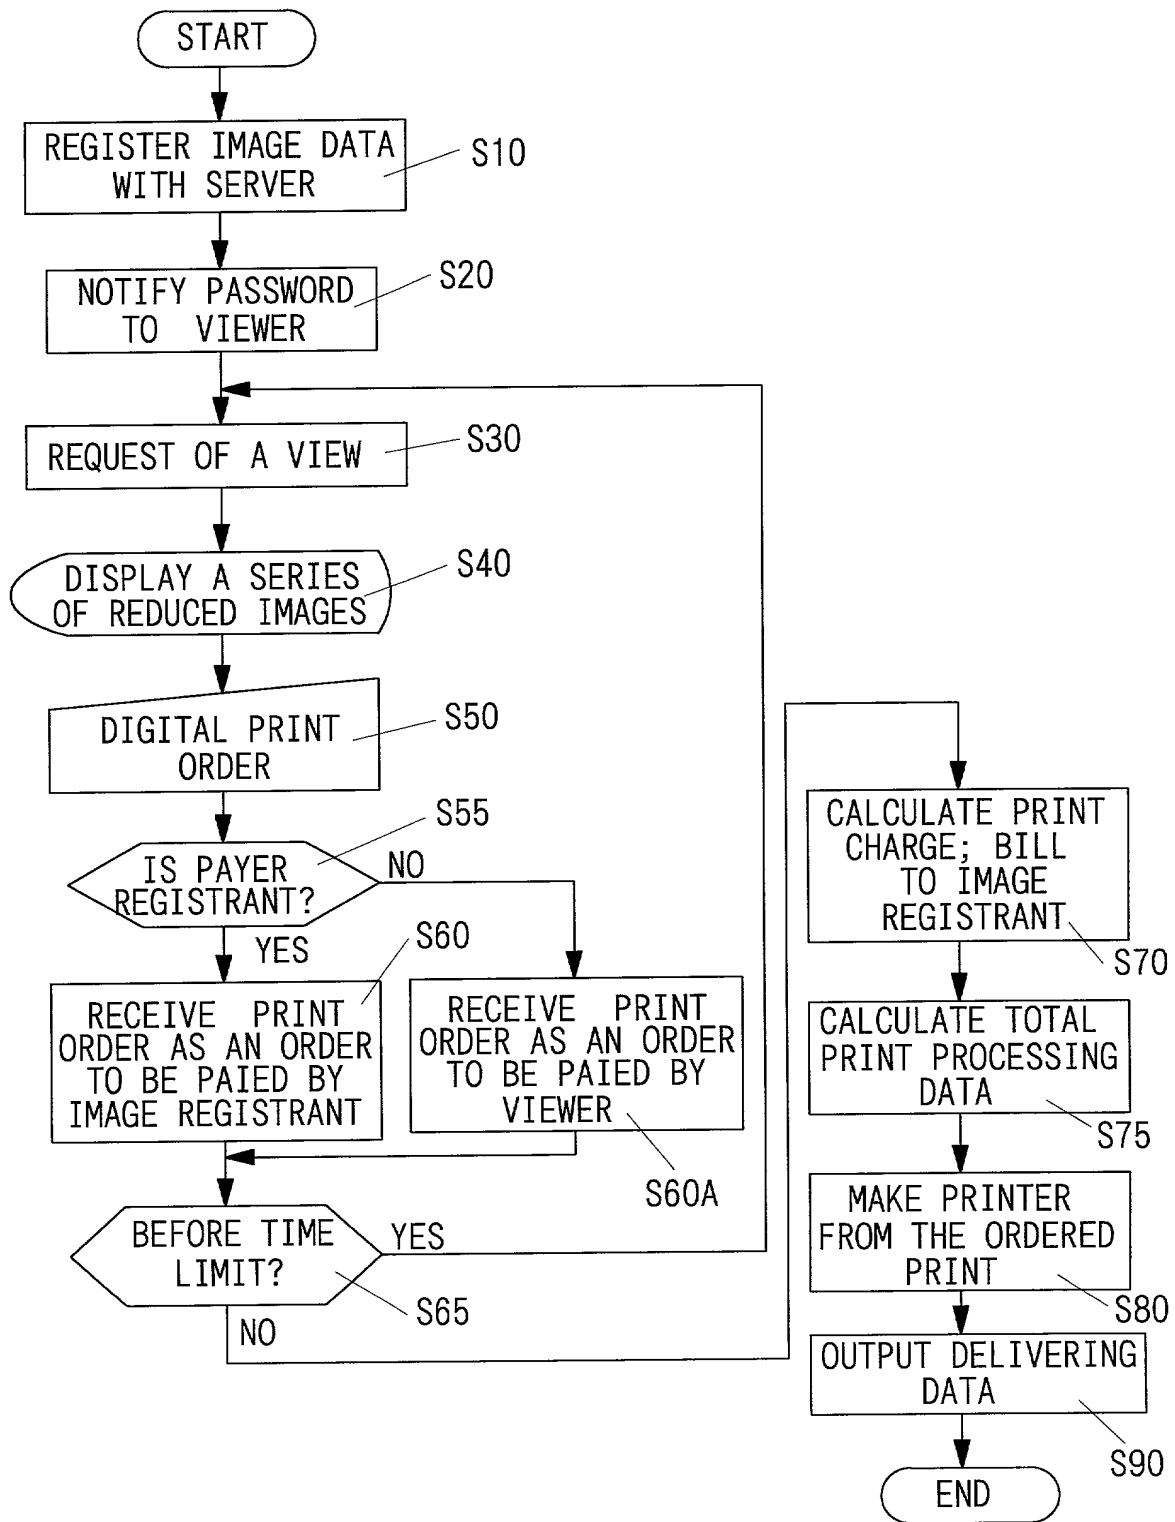 START
REGISTER IMAGE DATA
WITH SERVER
S10
NOTIFY PASSWORD
TO VIEWER
S20
REQUEST OF A VIEW
S30
DISPLAY A SERIES
OF REDUCED IMAGES
S40
DIGITAL PRINT
ORDER
S50
IS PAYER
REGISTRANT?
S55
NO
YES
RECEIVE PRINT
ORDER AS AN ORDER
TO BE PAIED BY
IMAGE REGISTRANT
S60
RECEIVE PRINT
ORDER AS AN ORDER
TO BE PAIED BY
VIEWER
S60A
BEFORE TIME
LIMIT?
S65
YES
NO
CALCULATE PRINT
CHARGE; BILL
TO IMAGE
REGISTRANT
S70
CALCULATE TOTAL
PRINT PROCESSING
DATA
S75
MAKE PRINTER
FROM THE ORDERED
PRINT
S80
OUTPUT DELIVERING
DATA
S90
END